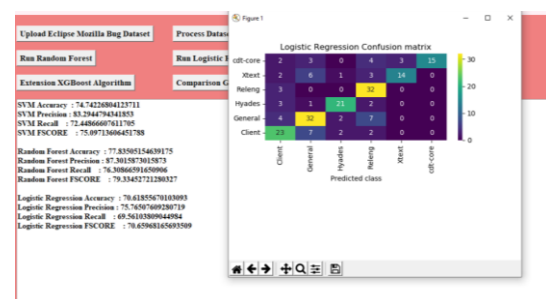 Upload Eclipse Mozilla Bug Dataset
Process Datase
Run Random Forest
Run Logistic R
Extension XGBoost Algorithm
Comparison G
SVM Accuracy : 74.74226804123711
SVM Precision : 83.2944794341853
SVM Recall : 72.44866607611705
SVM FSCORE : 75.09713606451788
Random Forest Accuracy : 77.83505154639175
Random Forest Precision : 87.3015873015873
Random Forest Recall : 76.30866591650906
Random Forest FSCORE : 79.33452721280327
Logistic Regression Accuracy : 70.61855670103093
Logistic Regression Precision : 75.76507609280719
Logistic Regression Recall : 69.56103809044984
Logistic Regression FSCORE : 70.65968165693509
Figure 1
Logistic Regression Confusion matrix
cdt-core 2 3 0 4 3 15
Xtext 2 6 1 3 14 0
Releng 3 0 0 32 0 0
Hyades 3 1 21 2 0 0
General 4 32 2 7 0 0
Client 23 7 2 2 0 0
Client General Hyades Releng Xtext cdt-core
Predicted class
30
20
10
0